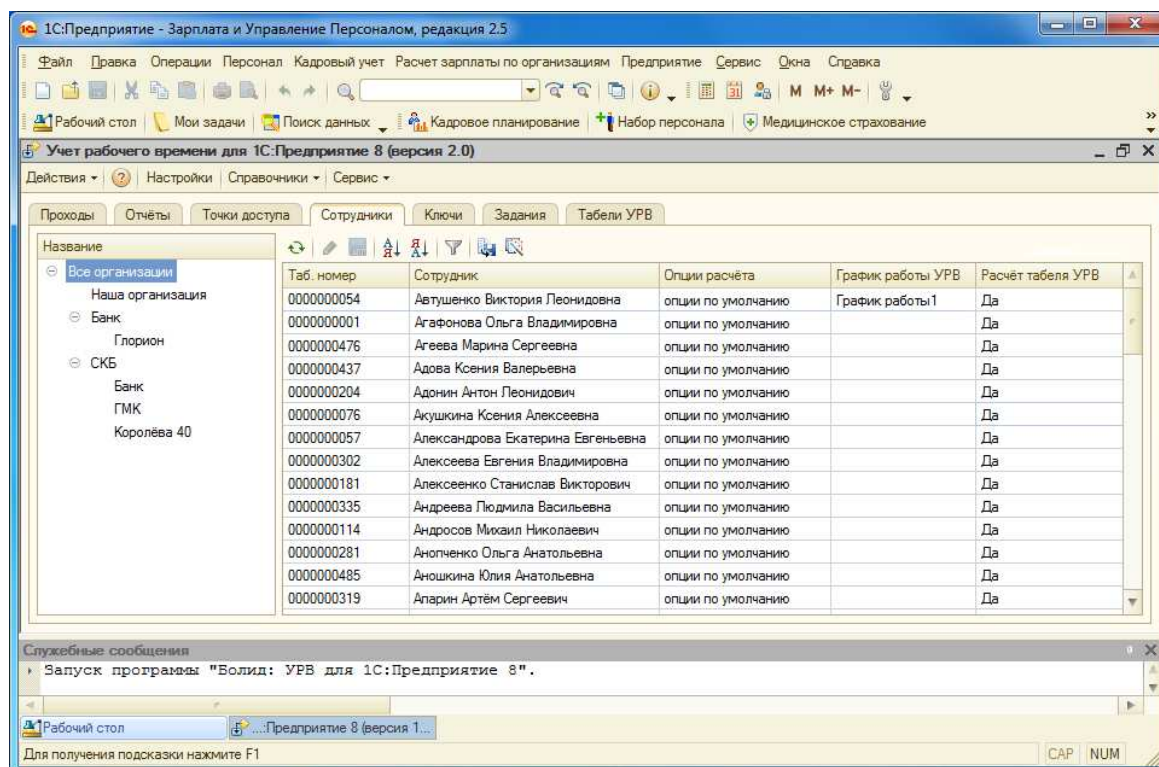 1С:Предприятие - Зарплата и Управление Персоналом, редакция 2.5
Файл Правка Операции Персонал Кадровый учет Расчет зарплаты по организациям Предприятие Сервис Окна Справка
M M+ M-
Рабочий стол Мои задачи Поиск данных Кадровое планирование Набор персонала Медицинское страхование
Учет рабочего времени для 1С:Предприятие 8 (версия 2.0)
Действия Настройки Справочники Сервис
Проходы Отчёты Точки доступа Сотрудники Ключи Задания Табели УРВ
Название
Все организации
Наша организация
Банк
Глорион
СКБ
Банк
ГМК
Королёва 40
Таб. номер Сотрудник Опции расчёта График работы УРВ Расчёт табеля УРВ
0000000054 Автушенко Виктория Леонидовна опции по умолчанию График работы1 Да
0000000001 Агафонова Ольга Владимировна опции по умолчанию Да
0000000476 Агеева Марина Сергеевна опции по умолчанию Да
0000000437 Адова Ксения Валерьевна опции по умолчанию Да
0000000204 Адонин Антон Леонидович опции по умолчанию Да
0000000076 Акушкина Ксения Алексеевна опции по умолчанию Да
0000000057 Александрова Екатерина Евгеньевна опции по умолчанию Да
0000000302 Алексеева Евгения Владимировна опции по умолчанию Да
0000000181 Алексеенко Станислав Викторович опции по умолчанию Да
0000000335 Андреева Людмила Васильевна опции по умолчанию Да
0000000114 Андросов Михаил Николаевич опции по умолчанию Да
0000000281 Анопченко Ольга Анатольевна опции по умолчанию Да
0000000485 Аношкина Юлия Анатольевна опции по умолчанию Да
0000000319 Апарин Артём Сергеевич опции по умолчанию Да
Служебные сообщения
Запуск программы "Болид: УРВ для 1С:Предприятие 8".
Рабочий стол ...:Предприятие 8 (версия 1...
Для получения подсказки нажмите F1 CAP NUM